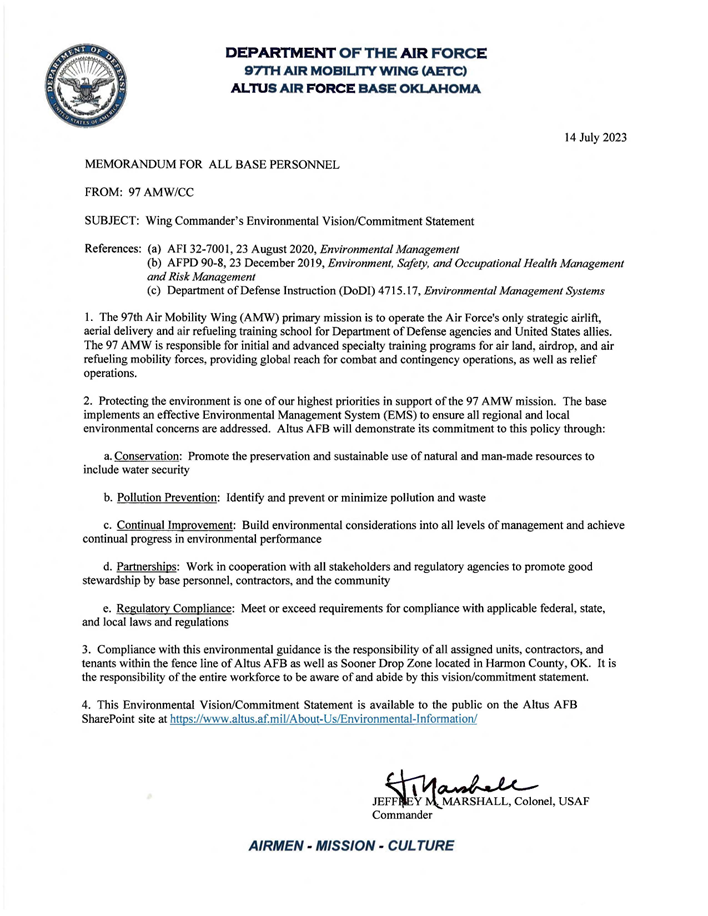 DEPARTMENT OF DEFENSE
UNITED STATES OF AMERICA
DEPARTMENT OF THE AIR FORCE
97TH AIR MOBILITY WING (AETC)
ALTUS AIR FORCE BASE OKLAHOMA
14 July 2023
MEMORANDUM FOR ALL BASE PERSONNEL
FROM: 97 AMW/CC
SUBJECT: Wing Commander's Environmental Vision/Commitment Statement
References: (a) AFI 32-7001, 23 August 2020, Environmental Management
(b) AFPD 90-8, 23 December 2019, Environment, Safety, and Occupational Health Management
and Risk Management
(c) Department of Defense Instruction (DoDI) 4715.17, Environmental Management Systems
1. The 97th Air Mobility Wing (AMW) primary mission is to operate the Air Force's only strategic airlift,
aerial delivery and air refueling training school for Department of Defense agencies and United States allies.
The 97 AMW is responsible for initial and advanced specialty training programs for air land, airdrop, and air
refueling mobility forces, providing global reach for combat and contingency operations, as well as relief
operations.
2. Protecting the environment is one of our highest priorities in support of the 97 AMW mission. The base
implements an effective Environmental Management System (EMS) to ensure all regional and local
environmental concerns are addressed. Altus AFB will demonstrate its commitment to this policy through:
a. Conservation: Promote the preservation and sustainable use of natural and man-made resources to
include water security
b. Pollution Prevention: Identify and prevent or minimize pollution and waste
c. Continual Improvement: Build environmental considerations into all levels of management and achieve
continual progress in environmental performance
d. Partnerships: Work in cooperation with all stakeholders and regulatory agencies to promote good
stewardship by base personnel, contractors, and the community
e. Regulatory Compliance: Meet or exceed requirements for compliance with applicable federal, state,
and local laws and regulations
3. Compliance with this environmental guidance is the responsibility of all assigned units, contractors, and
tenants within the fence line of Altus AFB as well as Sooner Drop Zone located in Harmon County, OK. It is
the responsibility of the entire workforce to be aware of and abide by this vision/commitment statement.
4. This Environmental Vision/Commitment Statement is available to the public on the Altus AFB
SharePoint site at https://www.altus.af.mil/About-Us/Environmental-Information/
JEFFREY M. MARSHALL, Colonel, USAF
Commander
AIRMEN - MISSION - CULTURE